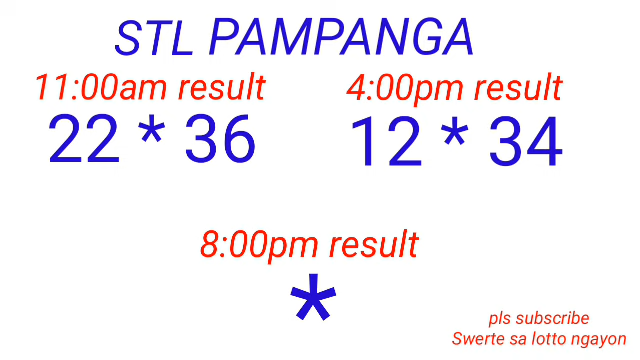 STL PAMPANGA
11:00am result
22 * 36
4:00pm result
12 * 34
8:00pm result
*
pls subscribe
Swerte sa lotto ngayon